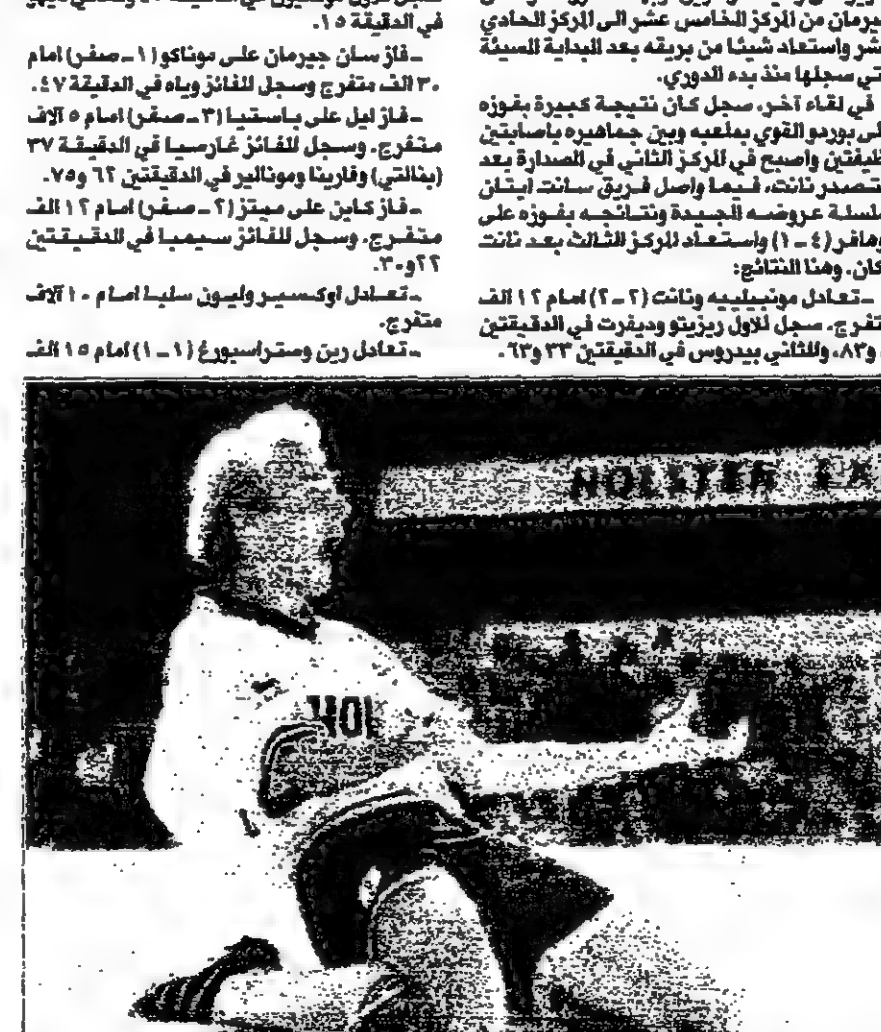 جيرمان من المركز الخامس عشر الى المركز الحادي
عشر واستعاد شيئا من بريقه بعد البداية السيئة
التي سجلها منذ بدء الدوري.
في لقاء آخر، سجل كان نتيجة كبيرة بفوزه
على بوردو القوي بملعبه وبين جماهيره باصابتين
نظيفتين واصبح في المركز الثاني في الصدارة بعد
نانت، فيما واصل فريق سانت ايتان
سلسلة عروضه الجيدة ونتائجه بفوزه على
(٤ – ١) واستعاد المركز الثالث بعد نانت
وكان. وهنا النتائج:
– تعادل مونبيلييه ونانت (٢ – ٢) امام ١٢ الف
متفرج. سجل للاول ريزيتو وديفرت في الدقيقتين
و٨٣، وللثاني بيدروس في الدقيقتين ٣٣ و٦٣.
في الدقيقة ١٥.
– فاز سان جيرمان على موناكو (١ – صفر) امام
٣٠ الف متفرج وسجل للفائز وياه في الدقيقة ٤٧.
– فاز ليل على باستيا (٣ – صفر) امام ٥ آلاف
متفرج. وسجل للفائز غارسيا في الدقيقة ٣٧
(بنالتي) وفارينا ومونالير في الدقيقتين ٦٢ و٧٥.
– فاز كاين على ميتز (٢ – صفر) امام ١٢ الف
متفرج. وسجل للفائز سيمبا في الدقيقتين
٢٢ و٣٠.
– تعادل اوكسير وليون سلبا امام ١٠ آلاف
متفرج.
– تعادل رين وستراسبورغ (١ – ١) امام ١٥ الف
HOLSTEN EX
HOL